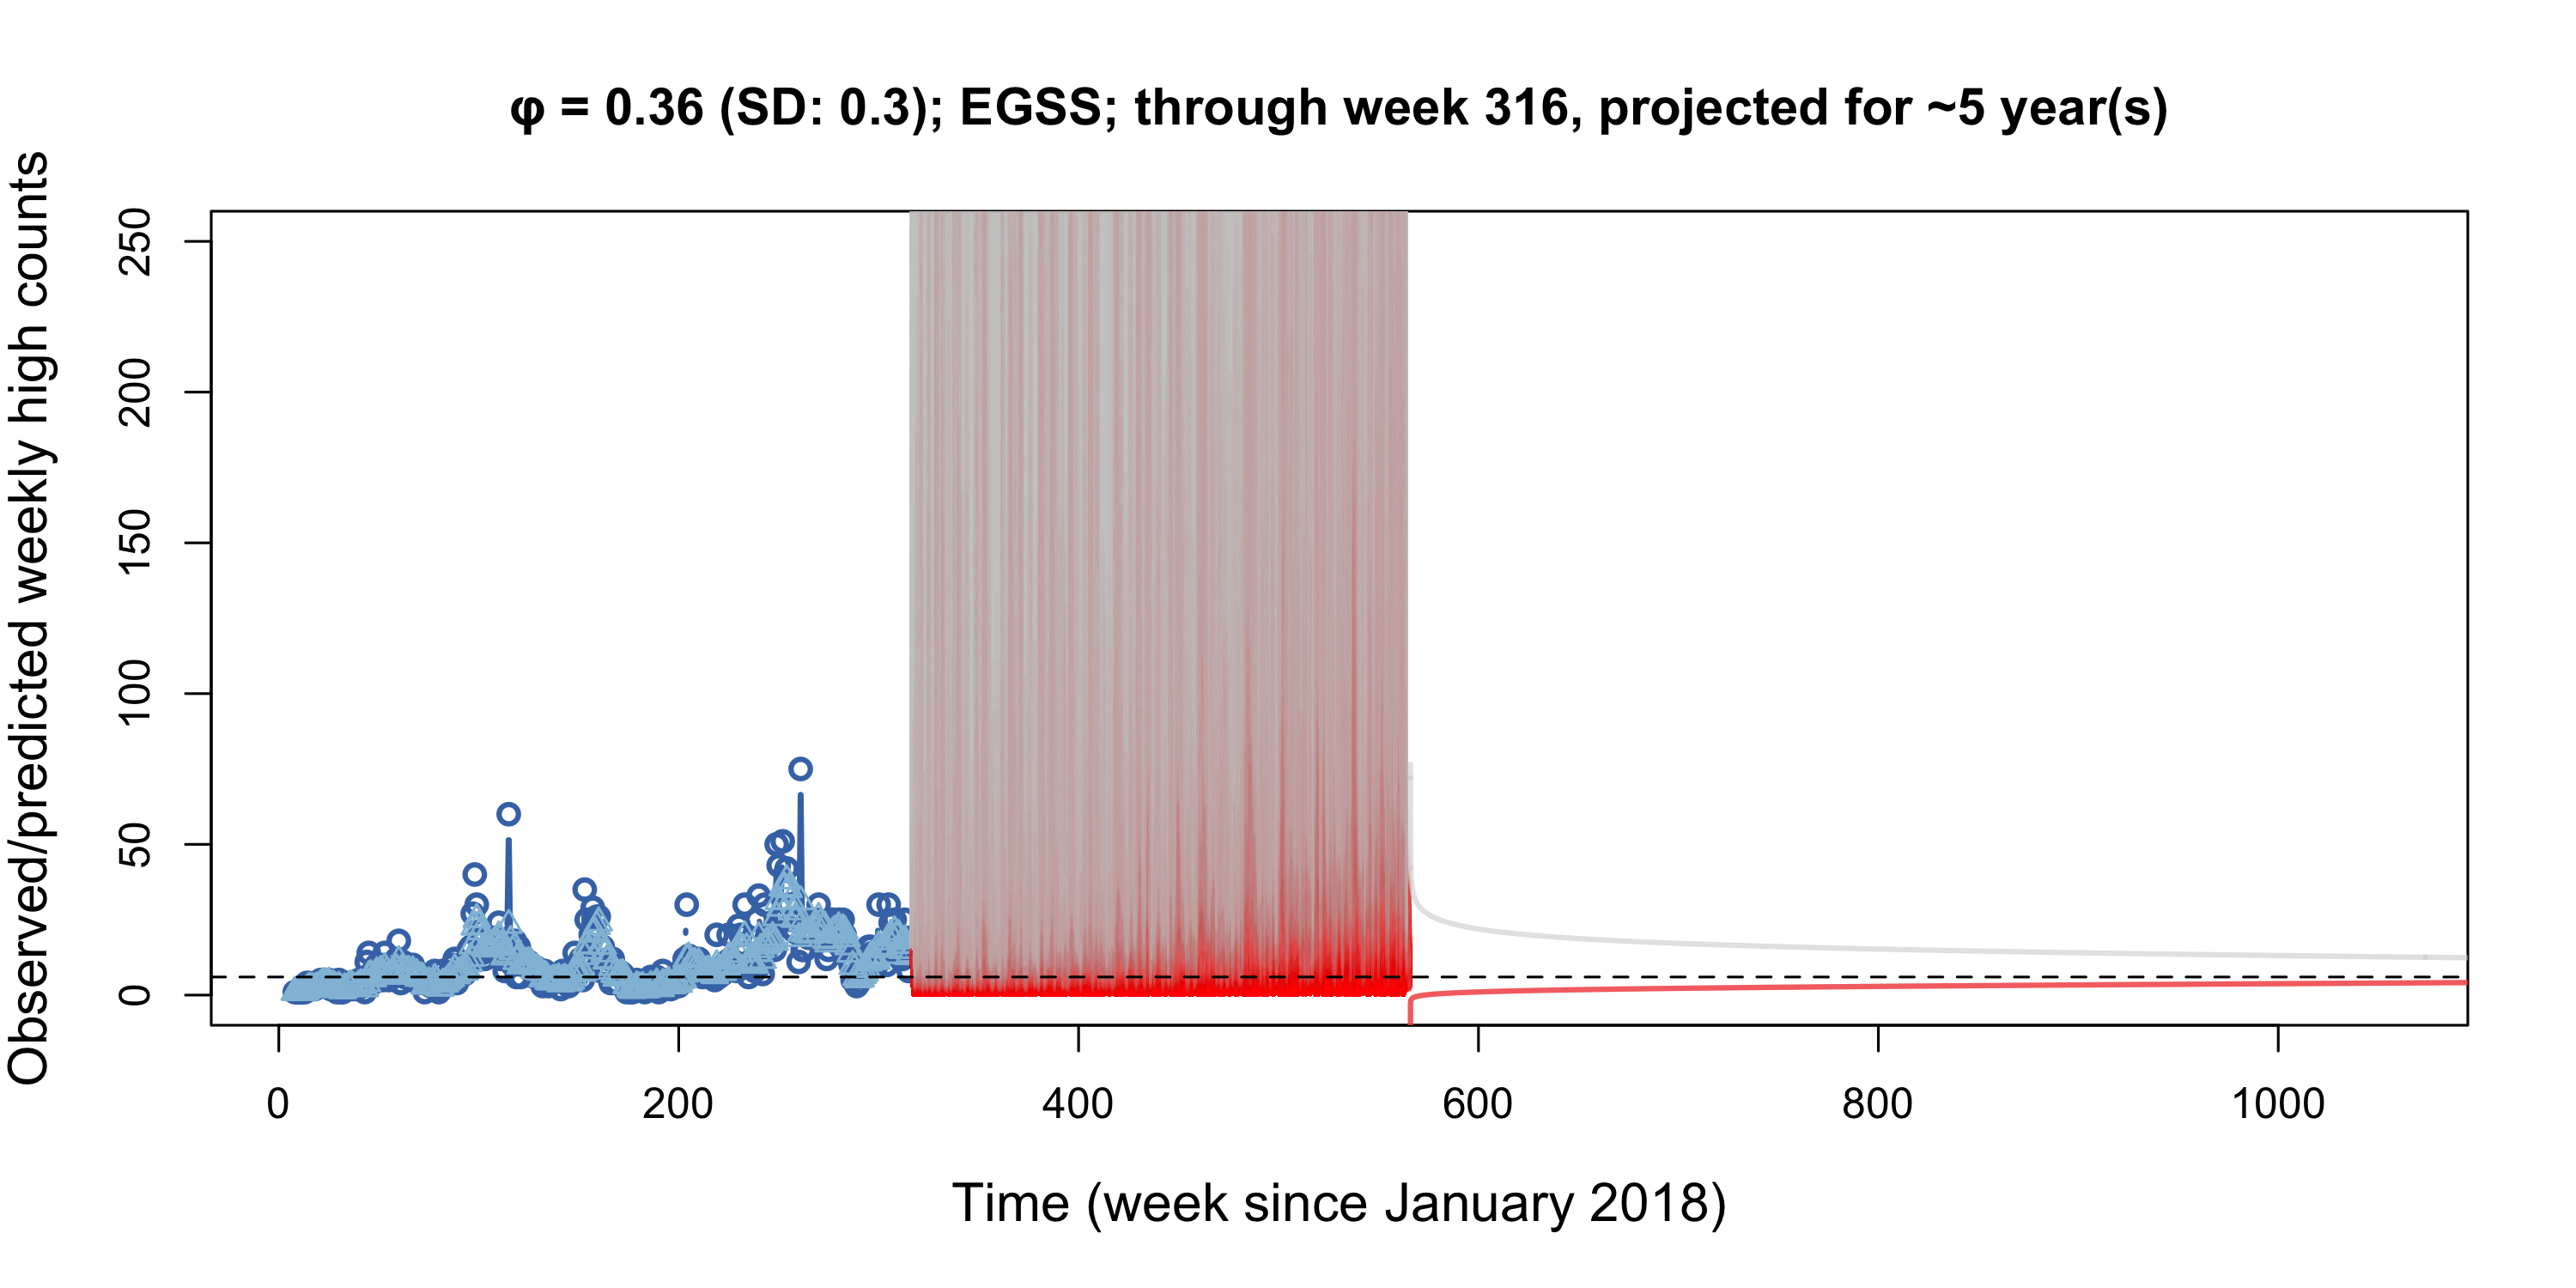 φ = 0.36 (SD: 0.3); EGSS; through week 316, projected for ~5 year(s)
Observed/predicted weekly high counts
250
200
150
100
50
0
0 200 400 600 800 1000
Time (week since January 2018)